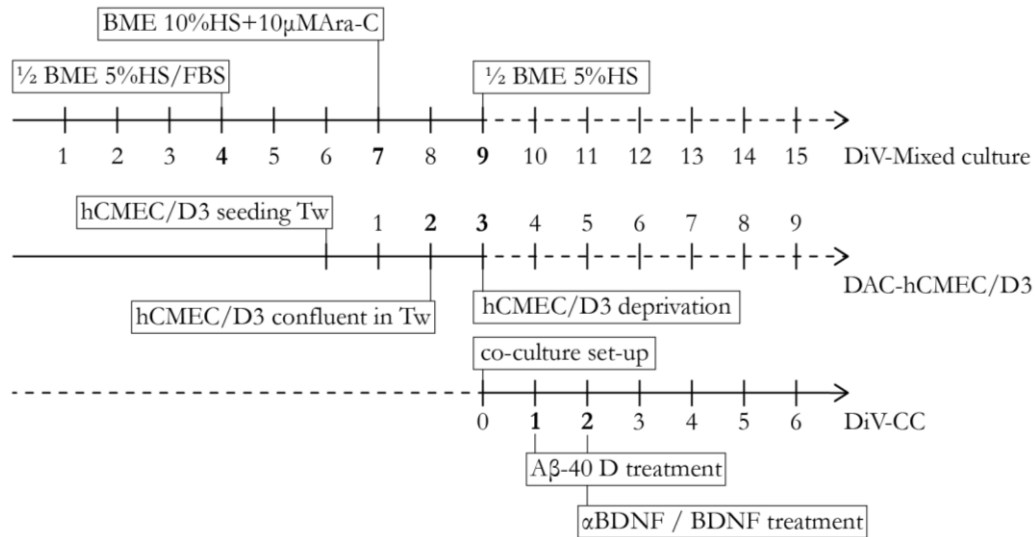 BME 10%HS+10μMAra-C
½ BME 5%HS/FBS
½ BME 5%HS
1 2 3 4 5 6 7 8 9 10 11 12 13 14 15
DiV-Mixed culture
hCMEC/D3 seeding Tw
1 2 3 4 5 6 7 8 9
DAC-hCMEC/D3
hCMEC/D3 confluent in Tw
hCMEC/D3 deprivation
co-culture set-up
0 1 2 3 4 5 6
DiV-CC
Aβ-40 D treatment
αBDNF / BDNF treatment